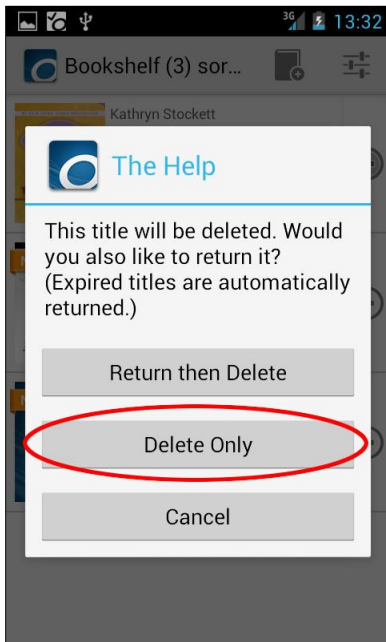 3G 13:32
Bookshelf (3) sor...
Kathryn Stockett
The Help
This title will be deleted. Would
you also like to return it?
(Expired titles are automatically
returned.)
Return then Delete
Delete Only
Cancel